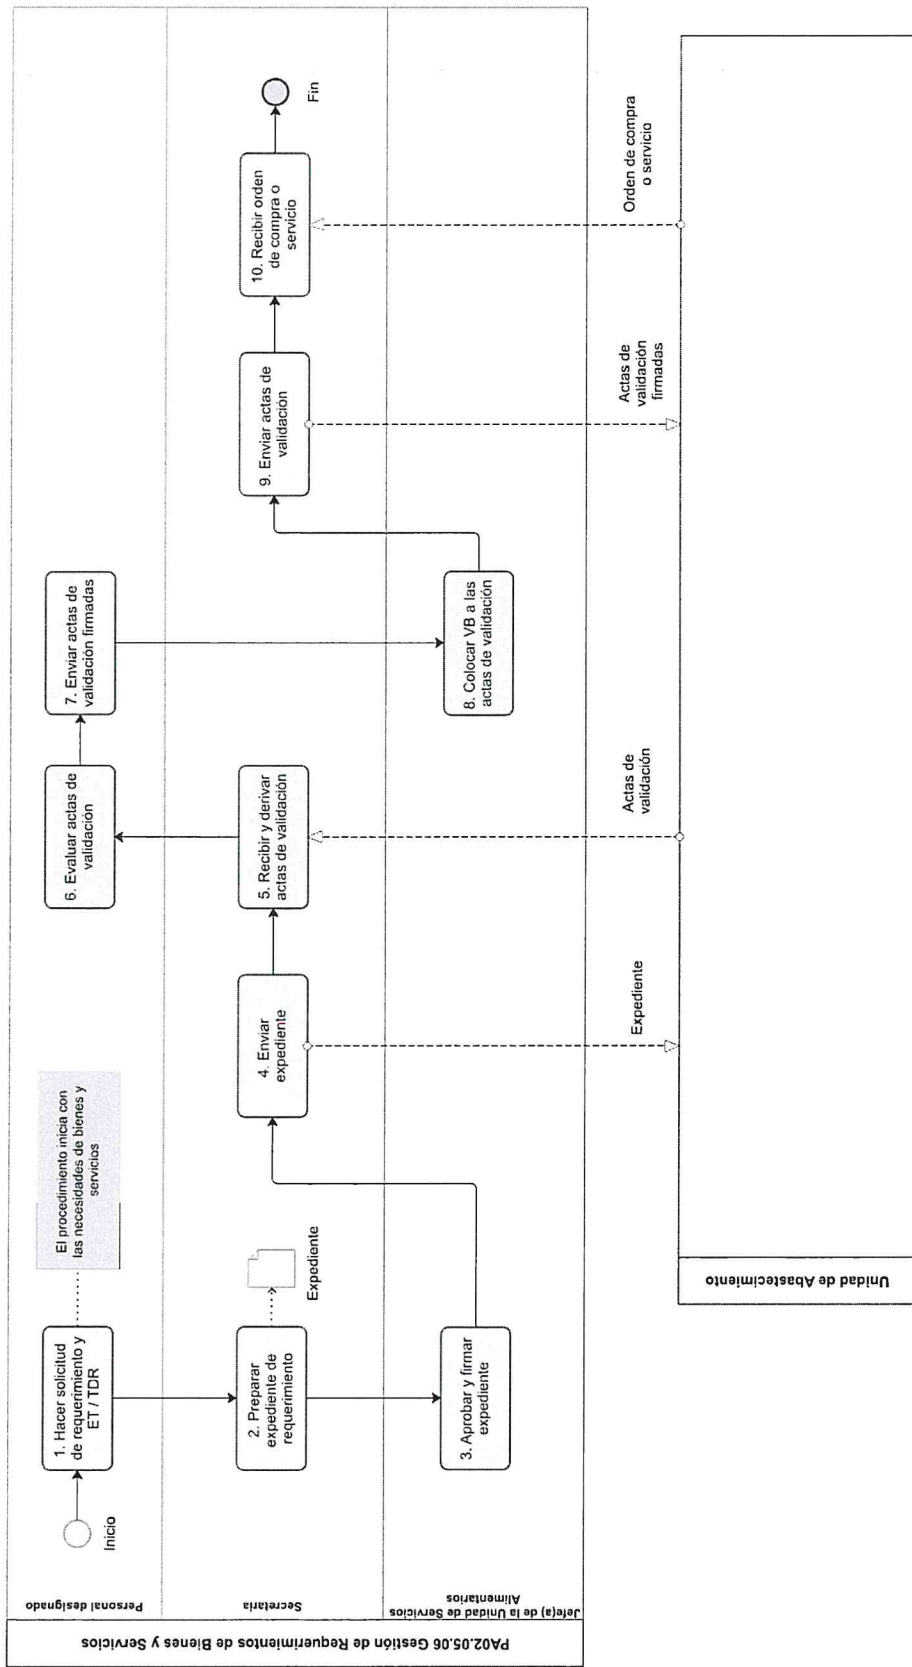 PA02.05.06 Gestión de Requerimientos de Bienes y Servicios
Personal designado
Secretaria
Jefe(a) de la Unidad de Servicios
Alimentarios
Inicio
1. Hacer solicitud
de requerimiento y
ET / TDR
El procedimiento inicia con
las necesidades de bienes y
servicios
2. Preparar
expediente de
requerimiento
Expediente
3. Aprobar y firmar
expediente
4. Enviar
expediente
5. Recibir y derivar
actas de validación
6. Evaluar actas de
validación
7. Enviar actas de
validación firmadas
8. Colocar VB a las
actas de validación
9. Enviar actas de
validación
10. Recibir orden
de compra o
servicio
Fin
Expediente
Actas de
validación
Actas de
validación
firmadas
Orden de compra
o servicio
Unidad de Abastecimiento